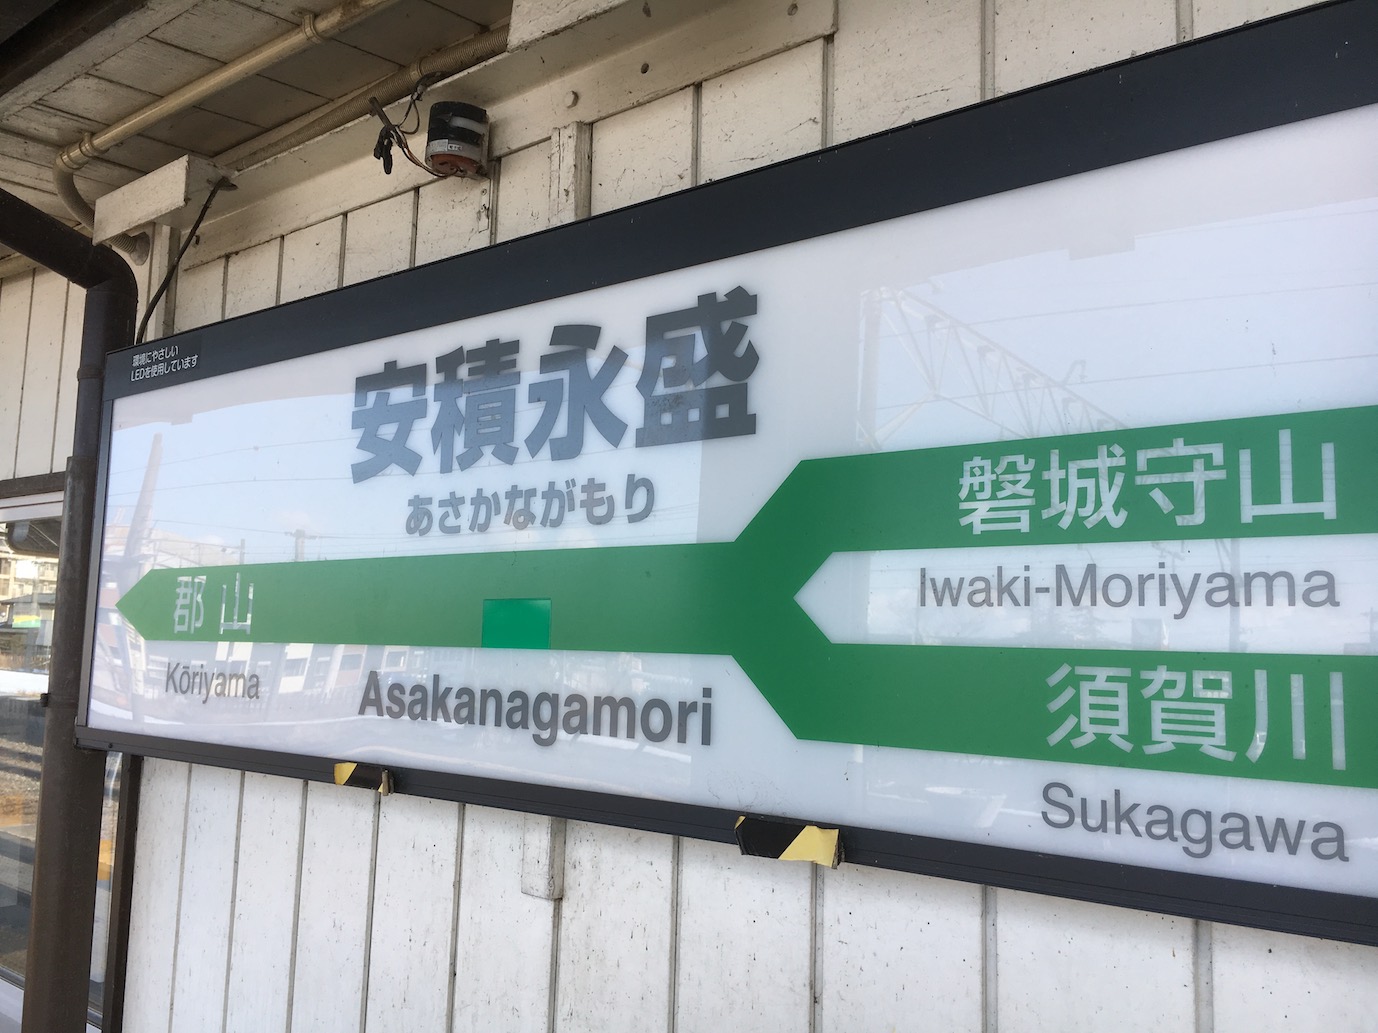 環境にやさしい
LEDを使用しています
安積永盛
あさかながもり
郡山
Kōriyama
Asakanagamori
磐城守山
Iwaki-Moriyama
須賀川
Sukagawa